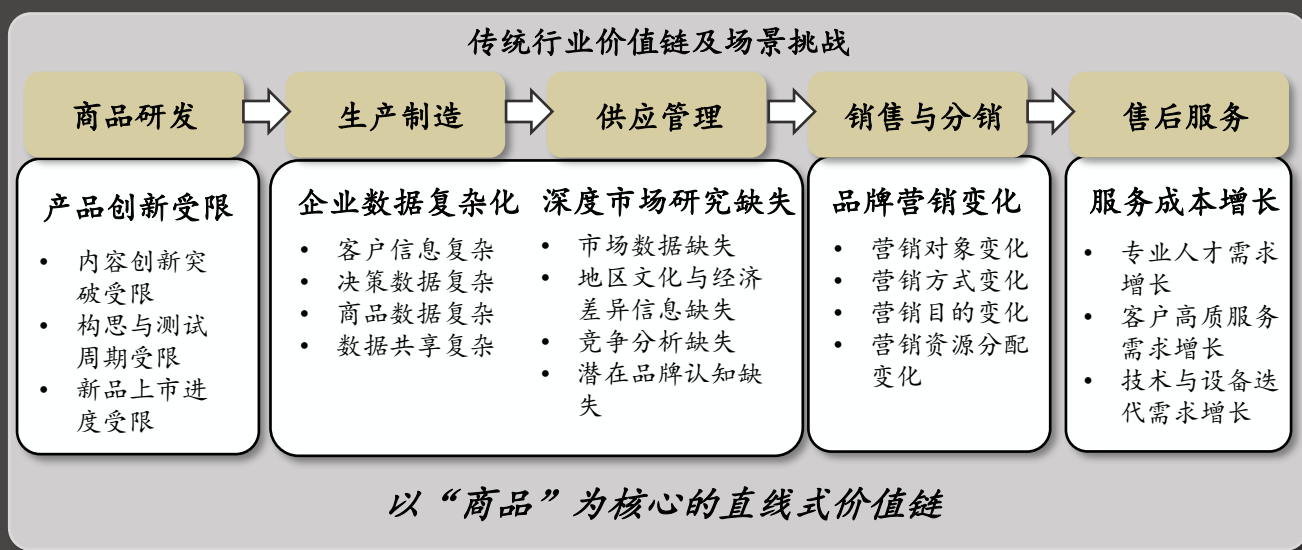 传统行业价值链及场景挑战
商品研发
生产制造
供应管理
销售与分销
售后服务
产品创新受限
• 内容创新突
破受限
• 构思与测试
周期受限
• 新品上市进
度受限
企业数据复杂化
• 客户信息复杂
• 决策数据复杂
• 商品数据复杂
• 数据共享复杂
深度市场研究缺失
• 市场数据缺失
• 地区文化与经济
差异信息缺失
• 竞争分析缺失
• 潜在品牌认知缺
失
品牌营销变化
• 营销对象变化
• 营销方式变化
• 营销目的变化
• 营销资源分配
变化
服务成本增长
• 专业人才需求
增长
• 客户高质服务
需求增长
• 技术与设备迭
代需求增长
以“商品”为核心的直线式价值链